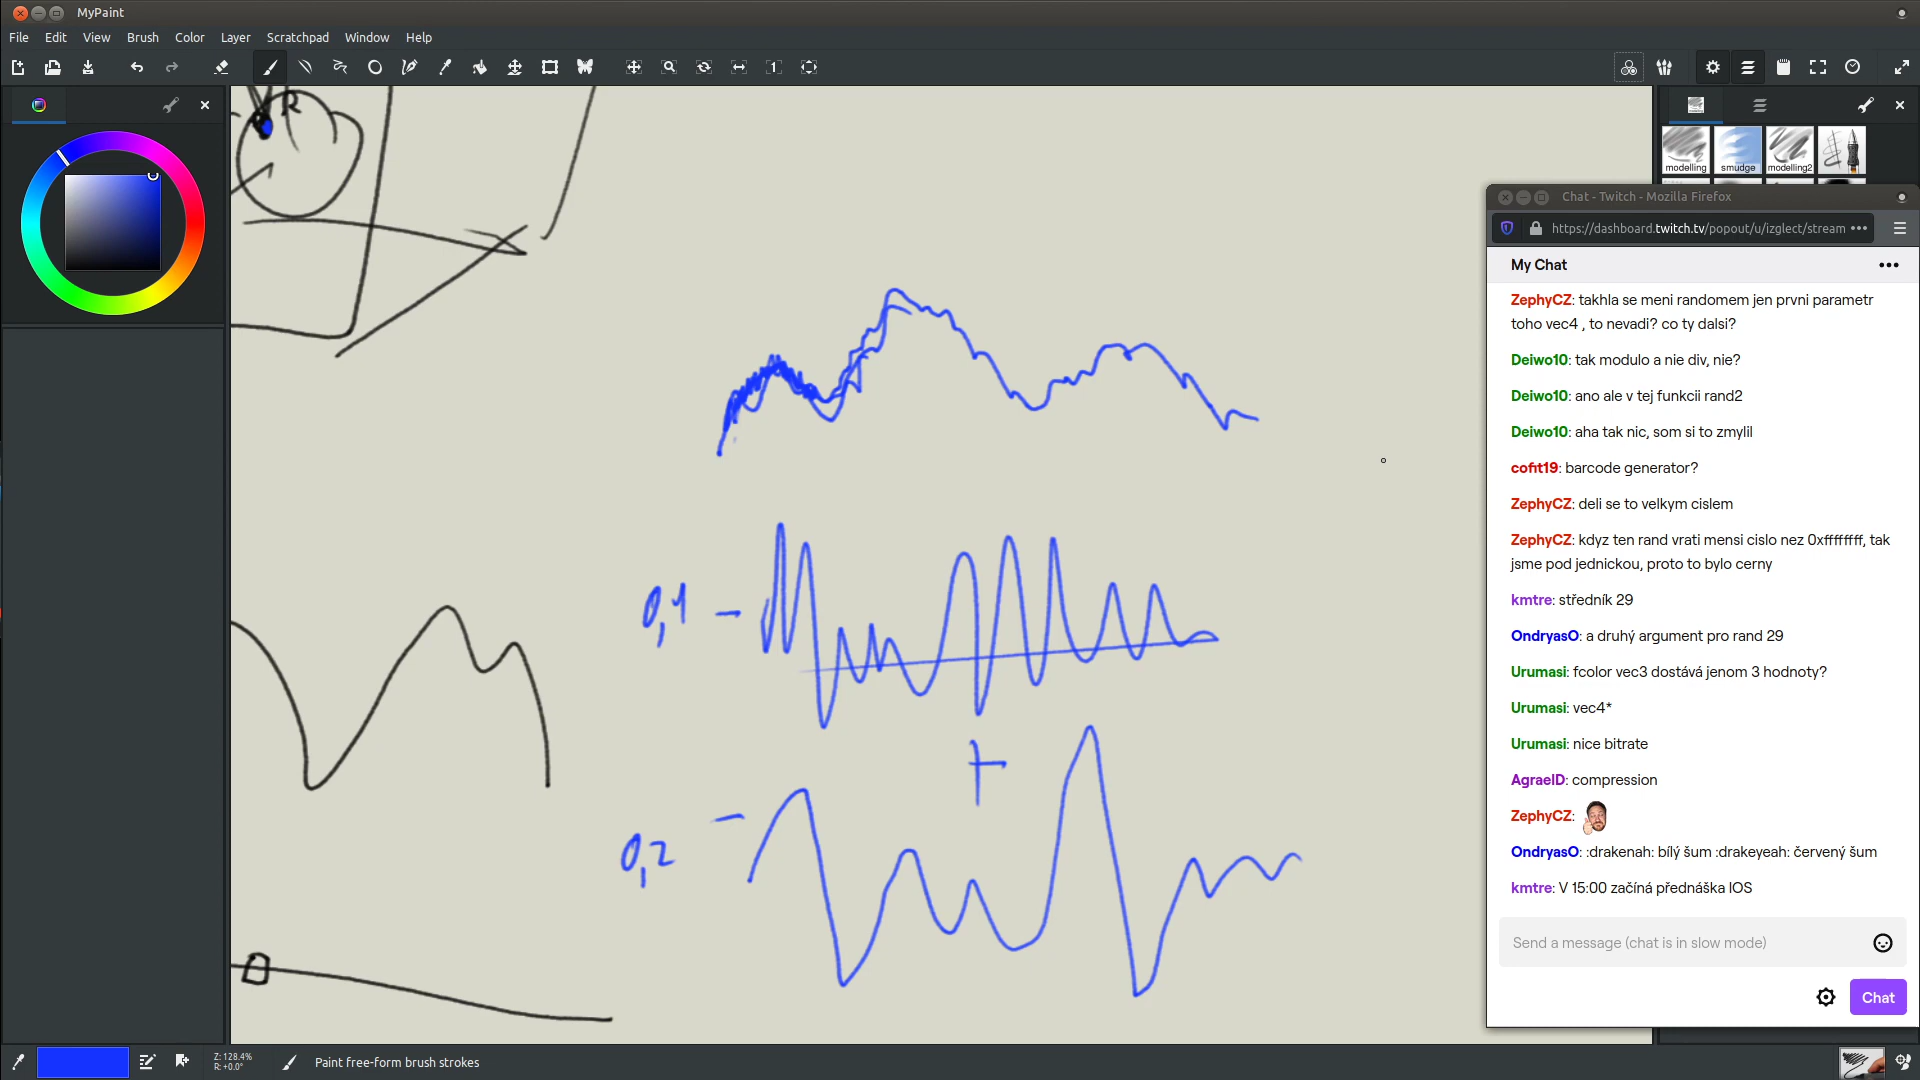 MyPaint
File Edit View Brush Color Layer Scratchpad Window Help
R
modelling smudge modelling2
Chat - Twitch - Mozilla Firefox
https://dashboard.twitch.tv/popout/u/izglect/stream
My Chat
ZephyCZ: takhla se meni randomem jen prvni parametr
toho vec4 , to nevadi? co ty dalsi?
Deiwo10: tak modulo a nie div, nie?
Deiwo10: ano ale v tej funkcii rand2
Deiwo10: aha tak nic, som si to zmylil
cofit19: barcode generator?
ZephyCZ: deli se to velkym cislem
ZephyCZ: kdyz ten rand vrati mensi cislo nez 0xffffffff, tak
jsme pod jednickou, proto to bylo cerny
kmtre: středník 29
OndryasO: a druhý argument pro rand 29
Urumasi: fcolor vec3 dostává jenom 3 hodnoty?
Urumasi: vec4*
Urumasi: nice bitrate
AgraelD: compression
ZephyCZ:
OndryasO: :drakenah: bílý šum :drakeyeah: červený šum
kmtre: V 15:00 začíná přednáška IOS
Send a message (chat is in slow mode)
Chat
0,1 -
+
0,2 -
Z: 128.4%
R: +0.0°
Paint free-form brush strokes